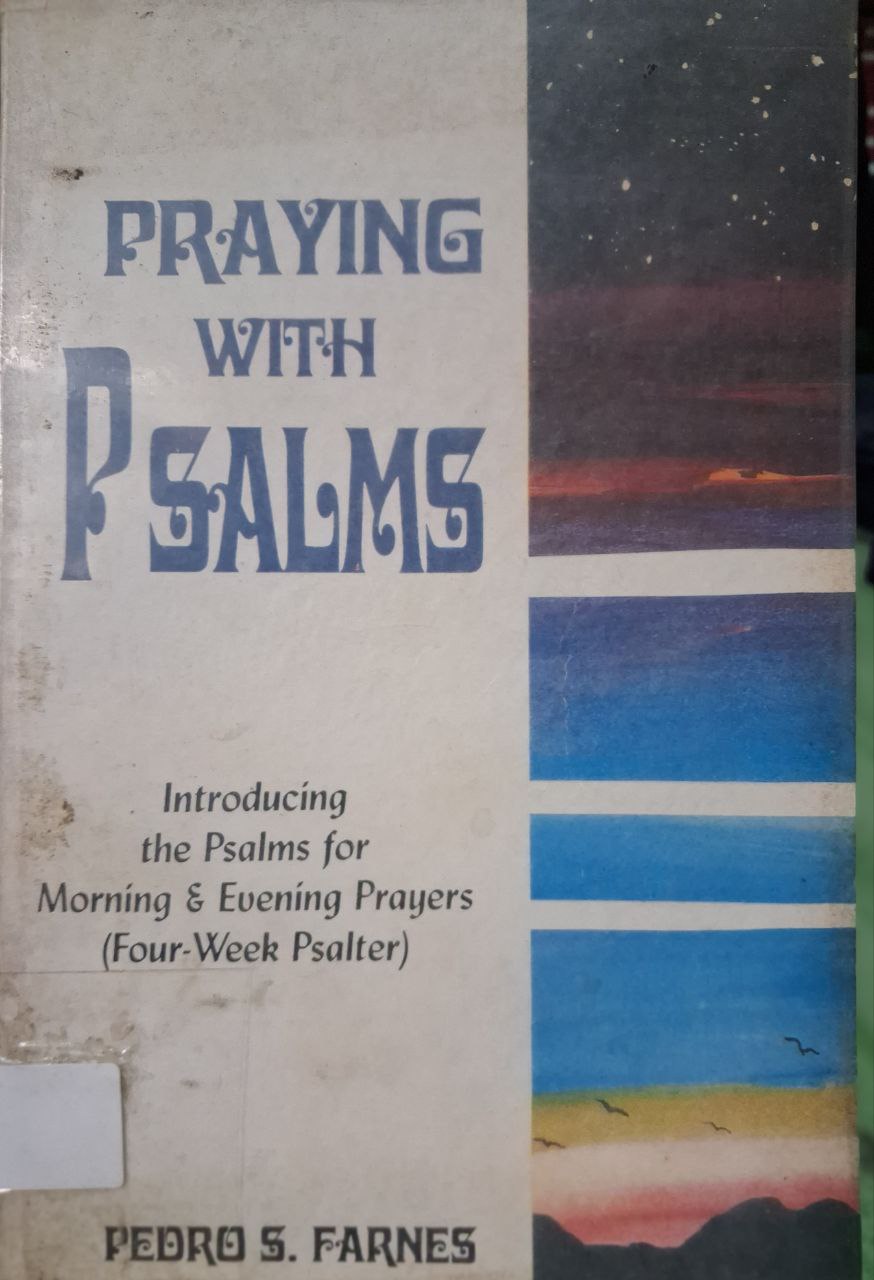 PRAYING
WITH
PSALMS
Introducing
the Psalms for
Morning & Evening Prayers
(Four-Week Psalter)
PEDRO S. FARNES